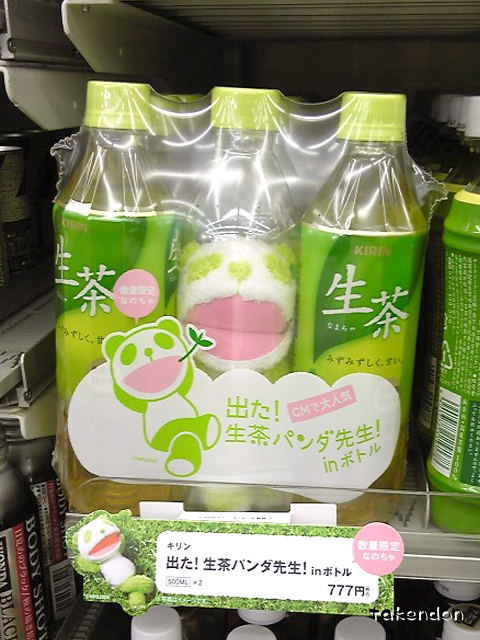 KIRIN
生茶
数量限定
なのちゃ
みずみずしく、甘い。
KIRIN
生茶
なまちゃ
みずみずしく、甘い。
出た!
CMで大人気
生茶パンダ先生!
inボトル
キリン
出た!生茶パンダ先生!inボトル
500ML ×2
777円
数量限定
なのちゃ
BODY
BLACK
rakendon